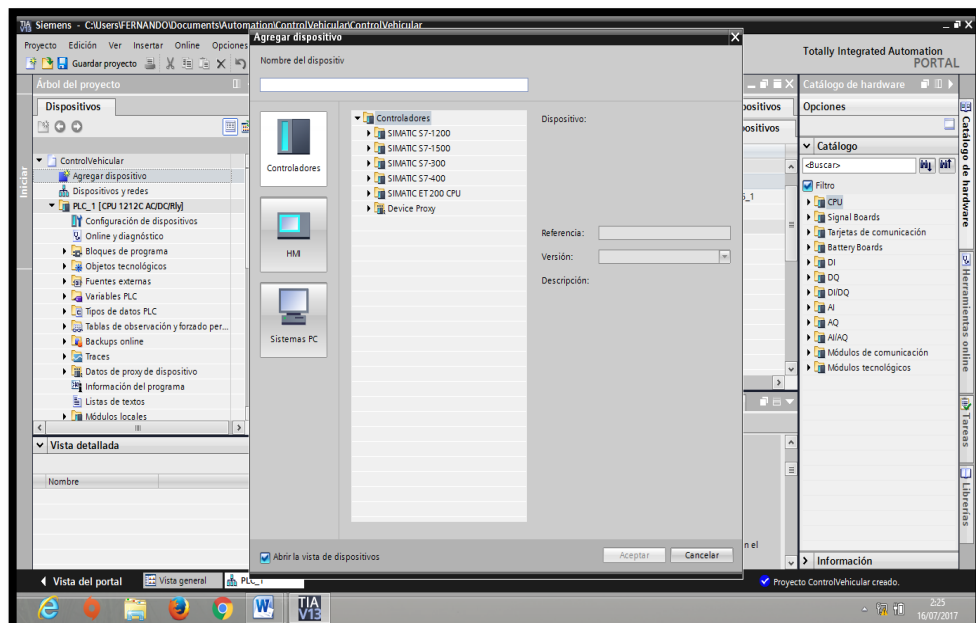 TIA V13 Siemens - C:\Users\FERNANDO\Documents\Automation\ControlVehicular\ControlVehicular
Proyecto Edición Ver Insertar Online Opciones
Totally Integrated Automation
PORTAL
Guardar proyecto
Árbol del proyecto
Dispositivos
ControlVehicular
Agregar dispositivo
Dispositivos y redes
PLC_1 [CPU 1212C AC/DC/Rly]
Configuración de dispositivos
Online y diagnóstico
Bloques de programa
Objetos tecnológicos
Fuentes externas
Variables PLC
Tipos de datos PLC
Tablas de observación y forzado per...
Backups online
Traces
Datos de proxy de dispositivo
Información del programa
Listas de textos
Módulos locales
Vista detallada
Nombre
Iniciar
Agregar dispositivo
Nombre del dispositiv
Controladores
HMI
Sistemas PC
Controladores
SIMATIC S7-1200
SIMATIC S7-1500
SIMATIC S7-300
SIMATIC S7-400
SIMATIC ET 200 CPU
Device Proxy
Dispositivo:
Referencia:
Versión:
Descripción:
Abrir la vista de dispositivos
Aceptar
Cancelar
positivos
ositivos
_1
n el
Catálogo de hardware
Opciones
Catálogo
<Buscar>
Filtro
CPU
Signal Boards
Tarjetas de comunicación
Battery Boards
DI
DQ
DI/DQ
AI
AQ
AI/AQ
Módulos de comunicación
Módulos tecnológicos
Información
Catálogo de hardware
Herramientas online
Tareas
Librerías
Vista del portal
Vista general
PLC_1
Proyecto ControlVehicular creado.
TIA
V13
2:25
16/07/2017